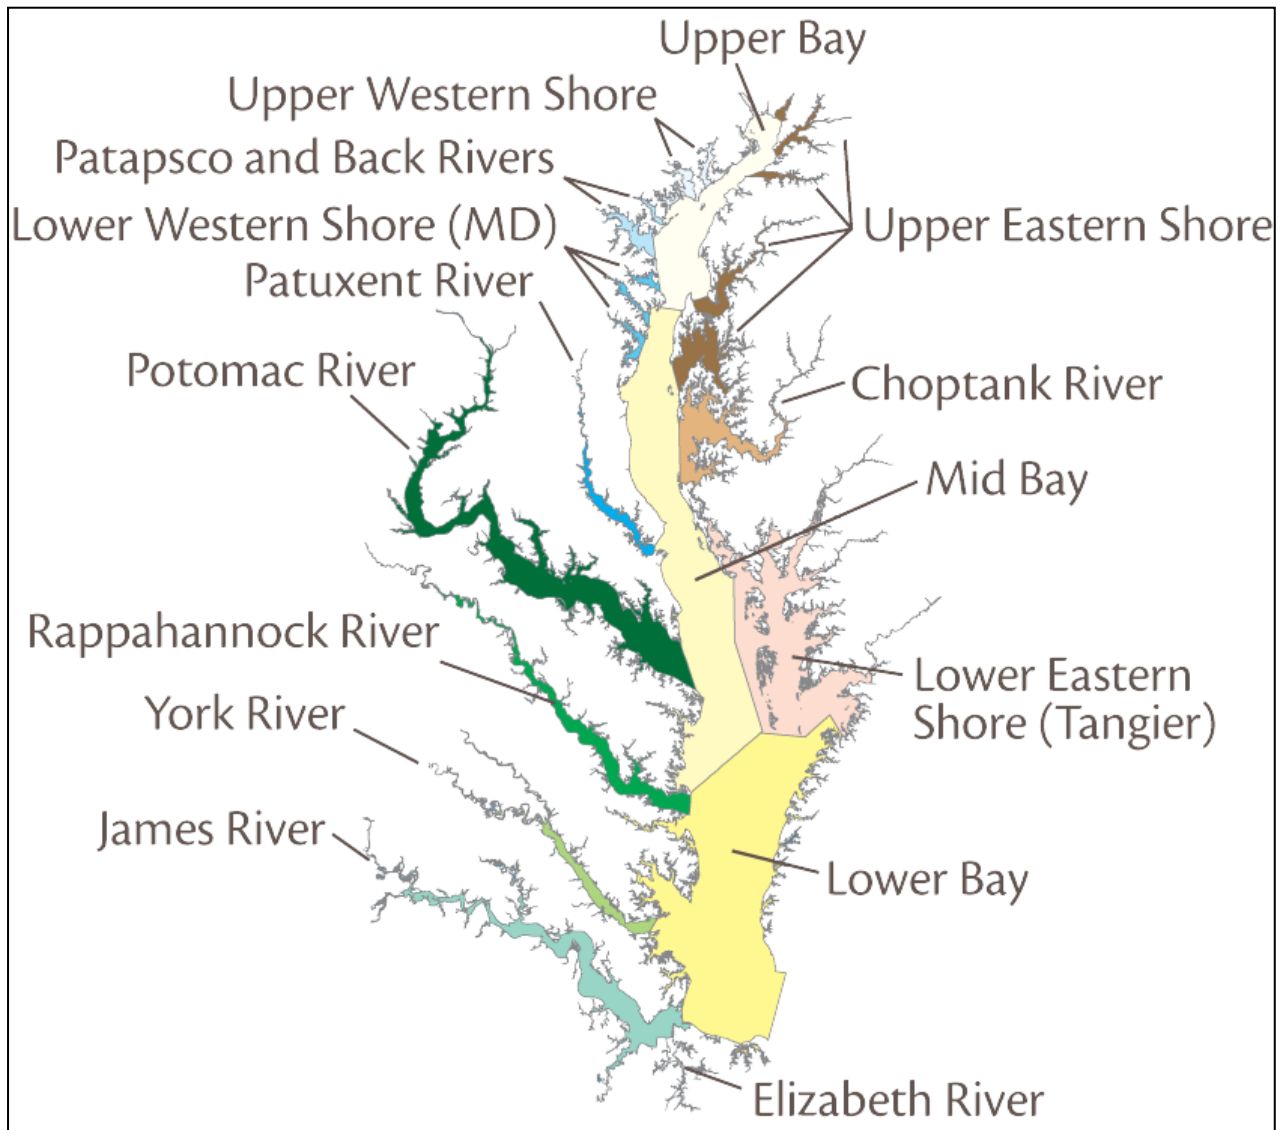 Upper Bay
Upper Western Shore
Patapsco and Back Rivers
Lower Western Shore (MD)
Upper Eastern Shore
Patuxent River
Potomac River
Choptank River
Mid Bay
Rappahannock River
Lower Eastern
Shore (Tangier)
York River
James River
Lower Bay
Elizabeth River